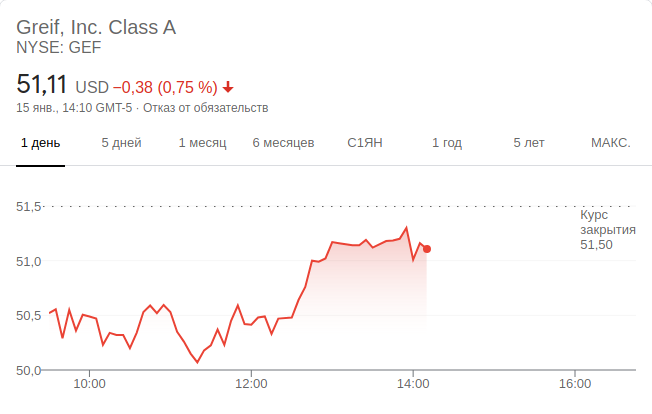 Greif, Inc. Class A
NYSE: GEF
51,11 USD −0,38 (0,75 %)
15 янв., 14:10 GMT-5 · Отказ от обязательств
1 день 5 дней 1 месяц 6 месяцев С1ЯН 1 год 5 лет МАКС.
51,5
Курс
закрытия
51,50
51,0
50,5
50,0
10:00 12:00 14:00 16:00